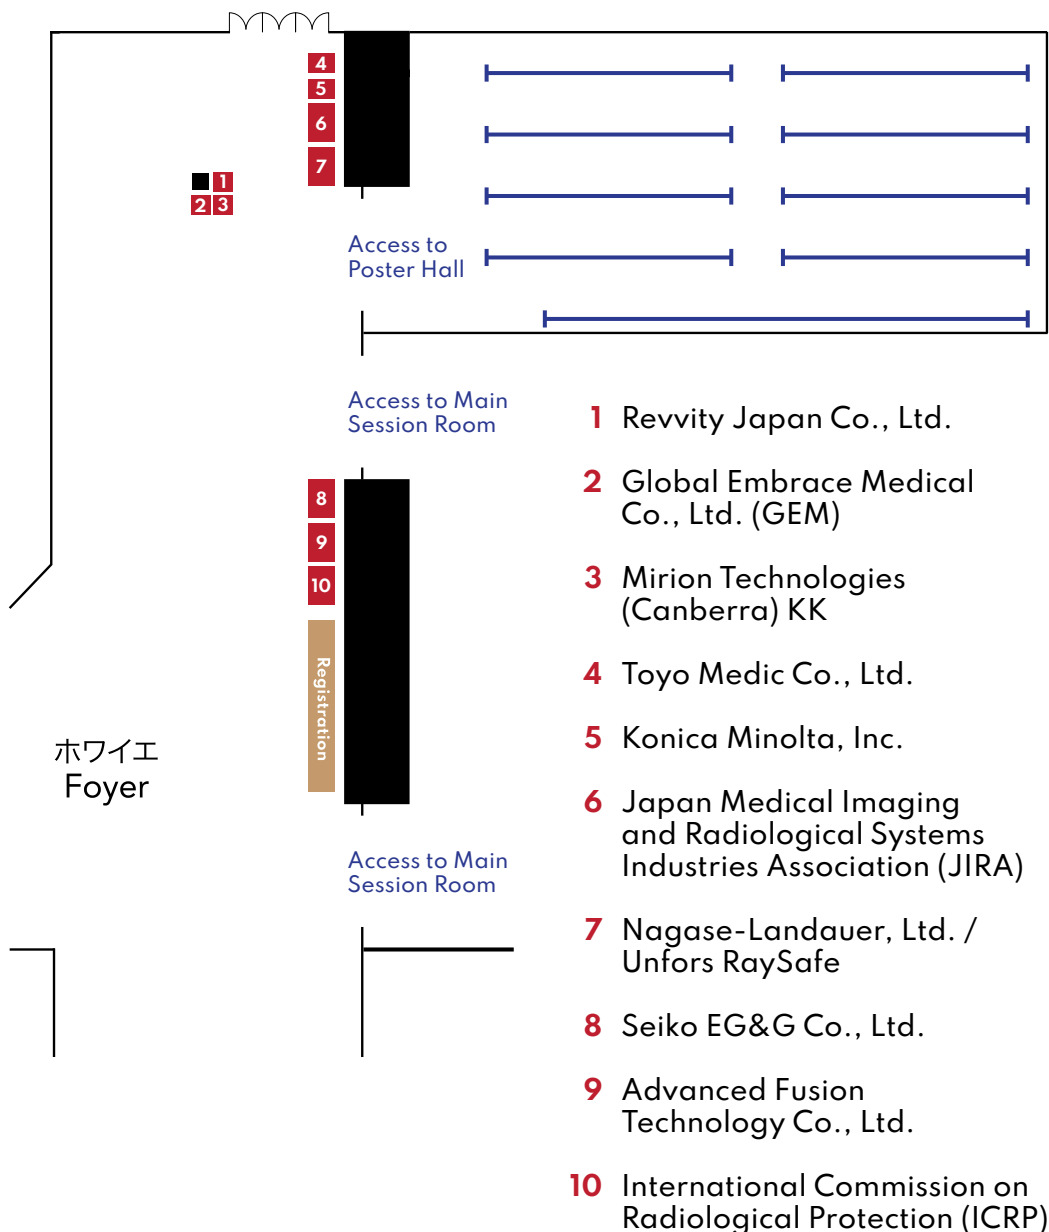 4
5
6
7
1
2 3
Access to
Poster Hall
Access to Main
Session Room
8
9
10
Registration
ホワイエ
Foyer
Access to Main
Session Room
1 Revvity Japan Co., Ltd.
2 Global Embrace Medical
Co., Ltd. (GEM)
3 Mirion Technologies
(Canberra) KK
4 Toyo Medic Co., Ltd.
5 Konica Minolta, Inc.
6 Japan Medical Imaging
and Radiological Systems
Industries Association (JIRA)
7 Nagase-Landauer, Ltd. /
Unfors RaySafe
8 Seiko EG&G Co., Ltd.
9 Advanced Fusion
Technology Co., Ltd.
10 International Commission on
Radiological Protection (ICRP)